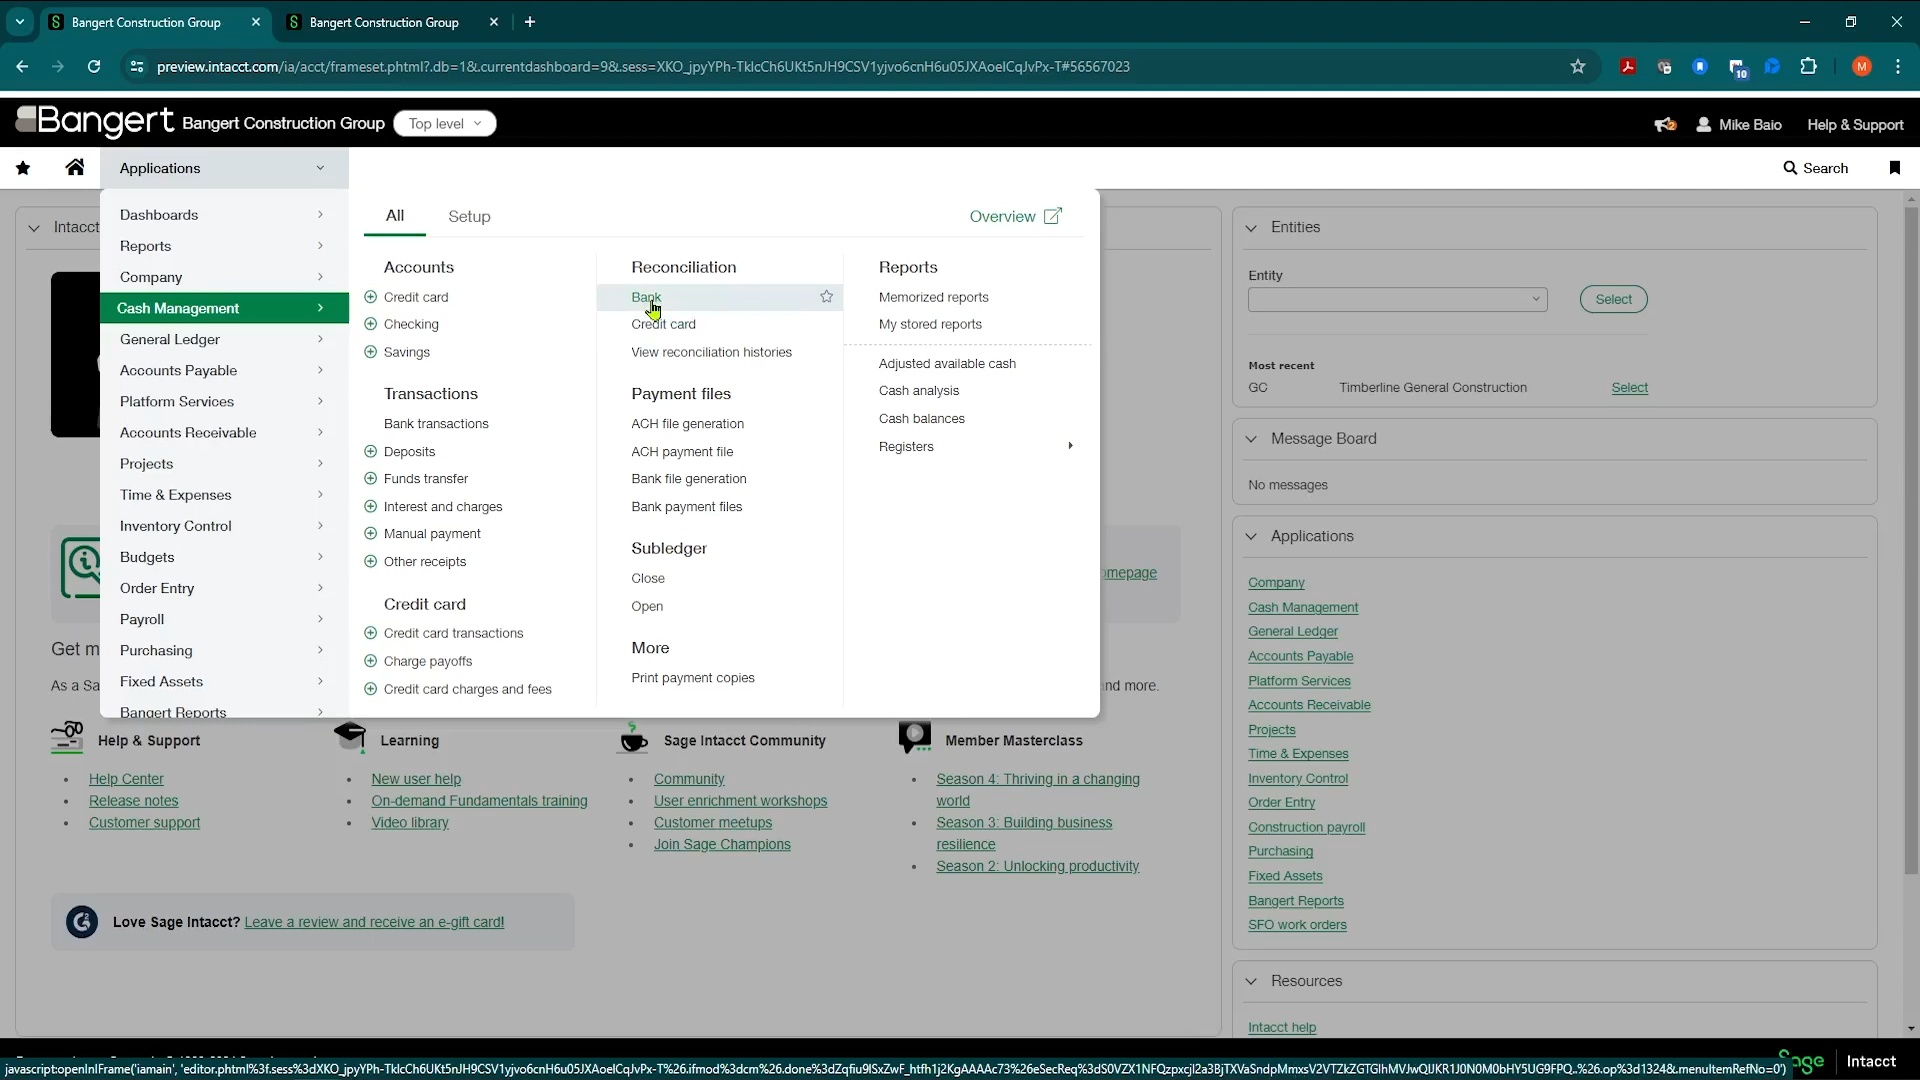 Bangert Construction Group
Bangert Construction Group
preview.intacct.com/ia/acct/frameset.phtml?.db=1&.currentdashboard=9&.sess=XKO_jpyYPh-TklcCh6UKt5nJH9CSV1yjvo6cnH6u05JXAoelCqJvPx-T#56567023
10
M
Bangert Bangert Construction Group Top level
2
Mike Baio
Help & Support
Applications
Search
Intacct
Dashboards
Reports
Company
Cash Management
General Ledger
Accounts Payable
Platform Services
Accounts Receivable
Projects
Time & Expenses
Inventory Control
Budgets
Order Entry
Payroll
Purchasing
Fixed Assets
Bangert Reports
All
Setup
Overview
Accounts
Credit card
Checking
Savings
Transactions
Bank transactions
Deposits
Funds transfer
Interest and charges
Manual payment
Other receipts
Credit card
Credit card transactions
Charge payoffs
Credit card charges and fees
Reconciliation
Bank
Credit card
View reconciliation histories
Payment files
ACH file generation
ACH payment file
Bank file generation
Bank payment files
Subledger
Close
Open
More
Print payment copies
Reports
Memorized reports
My stored reports
Adjusted available cash
Cash analysis
Cash balances
Registers
mepage
Get m
As a Sa
nd more.
Help & Support
Help Center
Release notes
Customer support
Learning
New user help
On-demand Fundamentals training
Video library
Sage Intacct Community
Community
User enrichment workshops
Customer meetups
Join Sage Champions
Member Masterclass
Season 4: Thriving in a changing
world
Season 3: Building business
resilience
Season 2: Unlocking productivity
Love Sage Intacct? Leave a review and receive an e-gift card!
Entities
Entity
Select
Most recent
GC Timberline General Construction Select
Message Board
No messages
Applications
Company
Cash Management
General Ledger
Accounts Payable
Platform Services
Accounts Receivable
Projects
Time & Expenses
Inventory Control
Order Entry
Construction payroll
Purchasing
Fixed Assets
Bangert Reports
SFO work orders
Resources
Intacct help
Sage Intacct